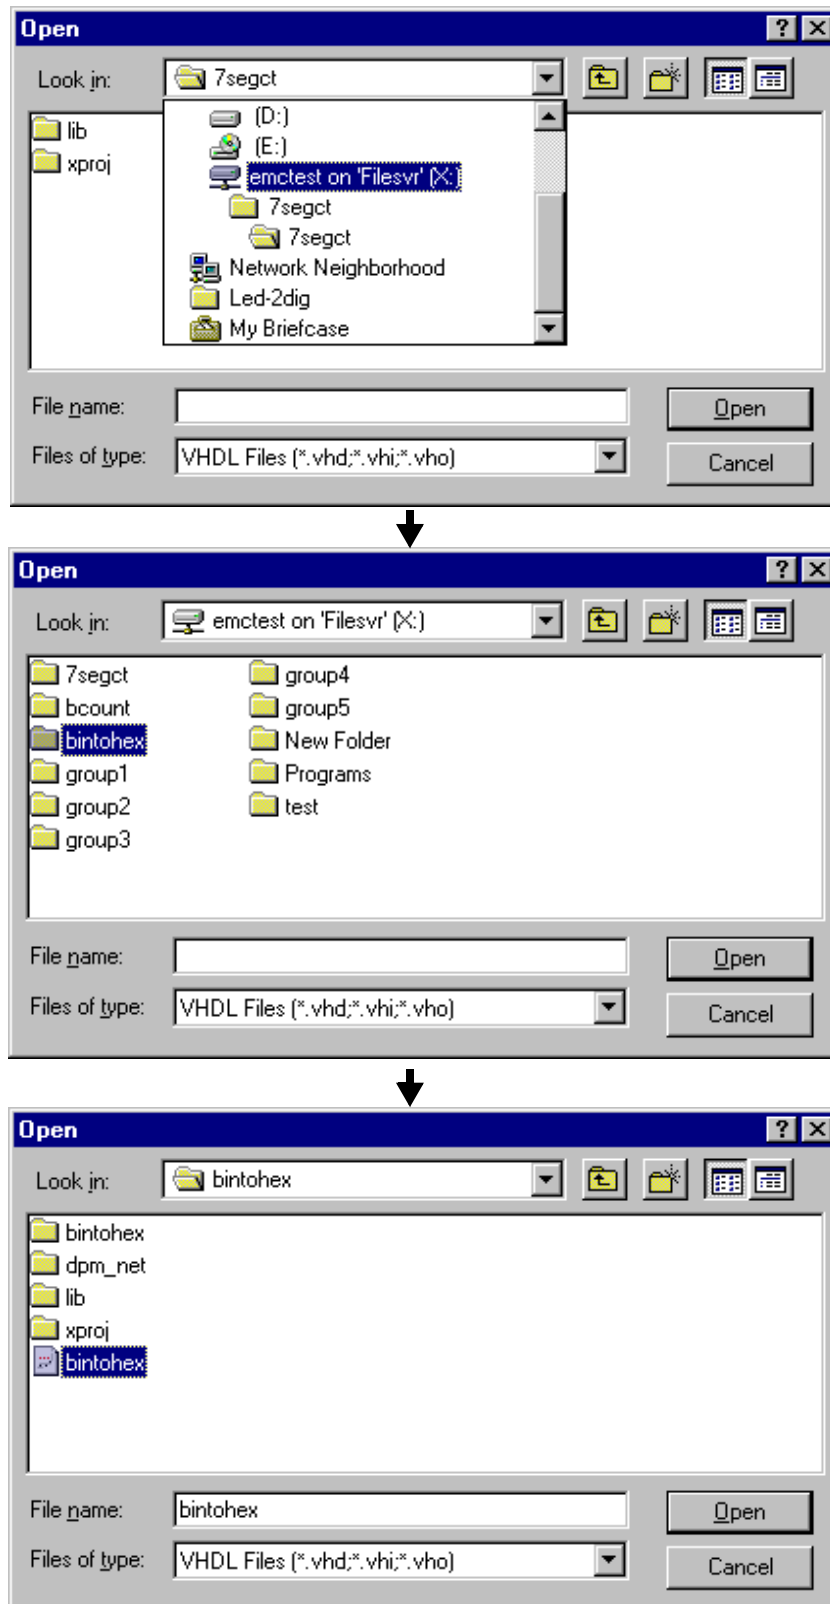 Open
Look in: 7segct
(D:)
lib
(E:)
xproj
emctest on 'Filesvr' (X:)
7segct
7segct
Network Neighborhood
Led-2dig
My Briefcase
File name: Open
Files of type: VHDL Files (*.vhd;*.vhi;*.vho) Cancel
Open
Look in: emctest on 'Filesvr' (X:)
7segct group4
bcount group5
bintohex New Folder
group1 Programs
group2 test
group3
File name: Open
Files of type: VHDL Files (*.vhd;*.vhi;*.vho) Cancel
Open
Look in: bintohex
bintohex
dpm_net
lib
xproj
bintohex
File name: bintohex Open
Files of type: VHDL Files (*.vhd;*.vhi;*.vho) Cancel